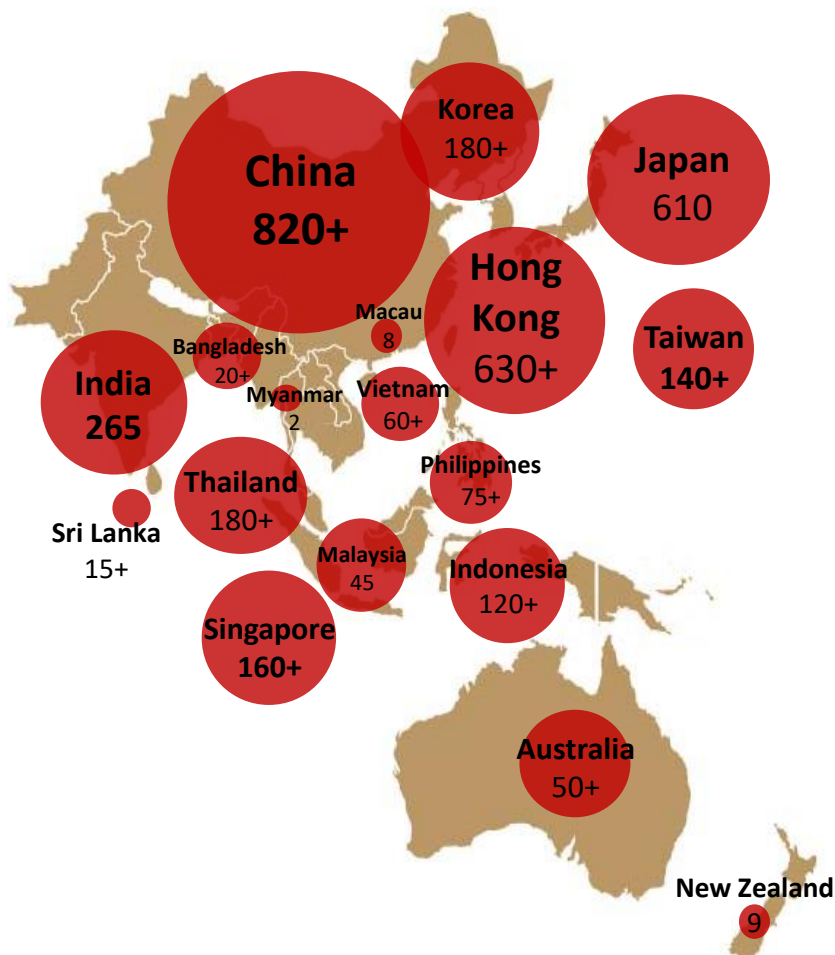 Korea
180+
China
820+
Japan
610
Hong
Kong
630+
Macau
8
Taiwan
140+
Bangladesh
20+
India
265
Myanmar
2
Vietnam
60+
Philippines
75+
Thailand
180+
Sri Lanka
15+
Malaysia
45
Indonesia
120+
Singapore
160+
Australia
50+
New Zealand
9